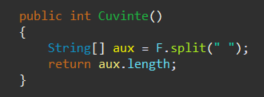 public int Cuvinte()
{
String[] aux = F.split(" ");
return aux.length;
}